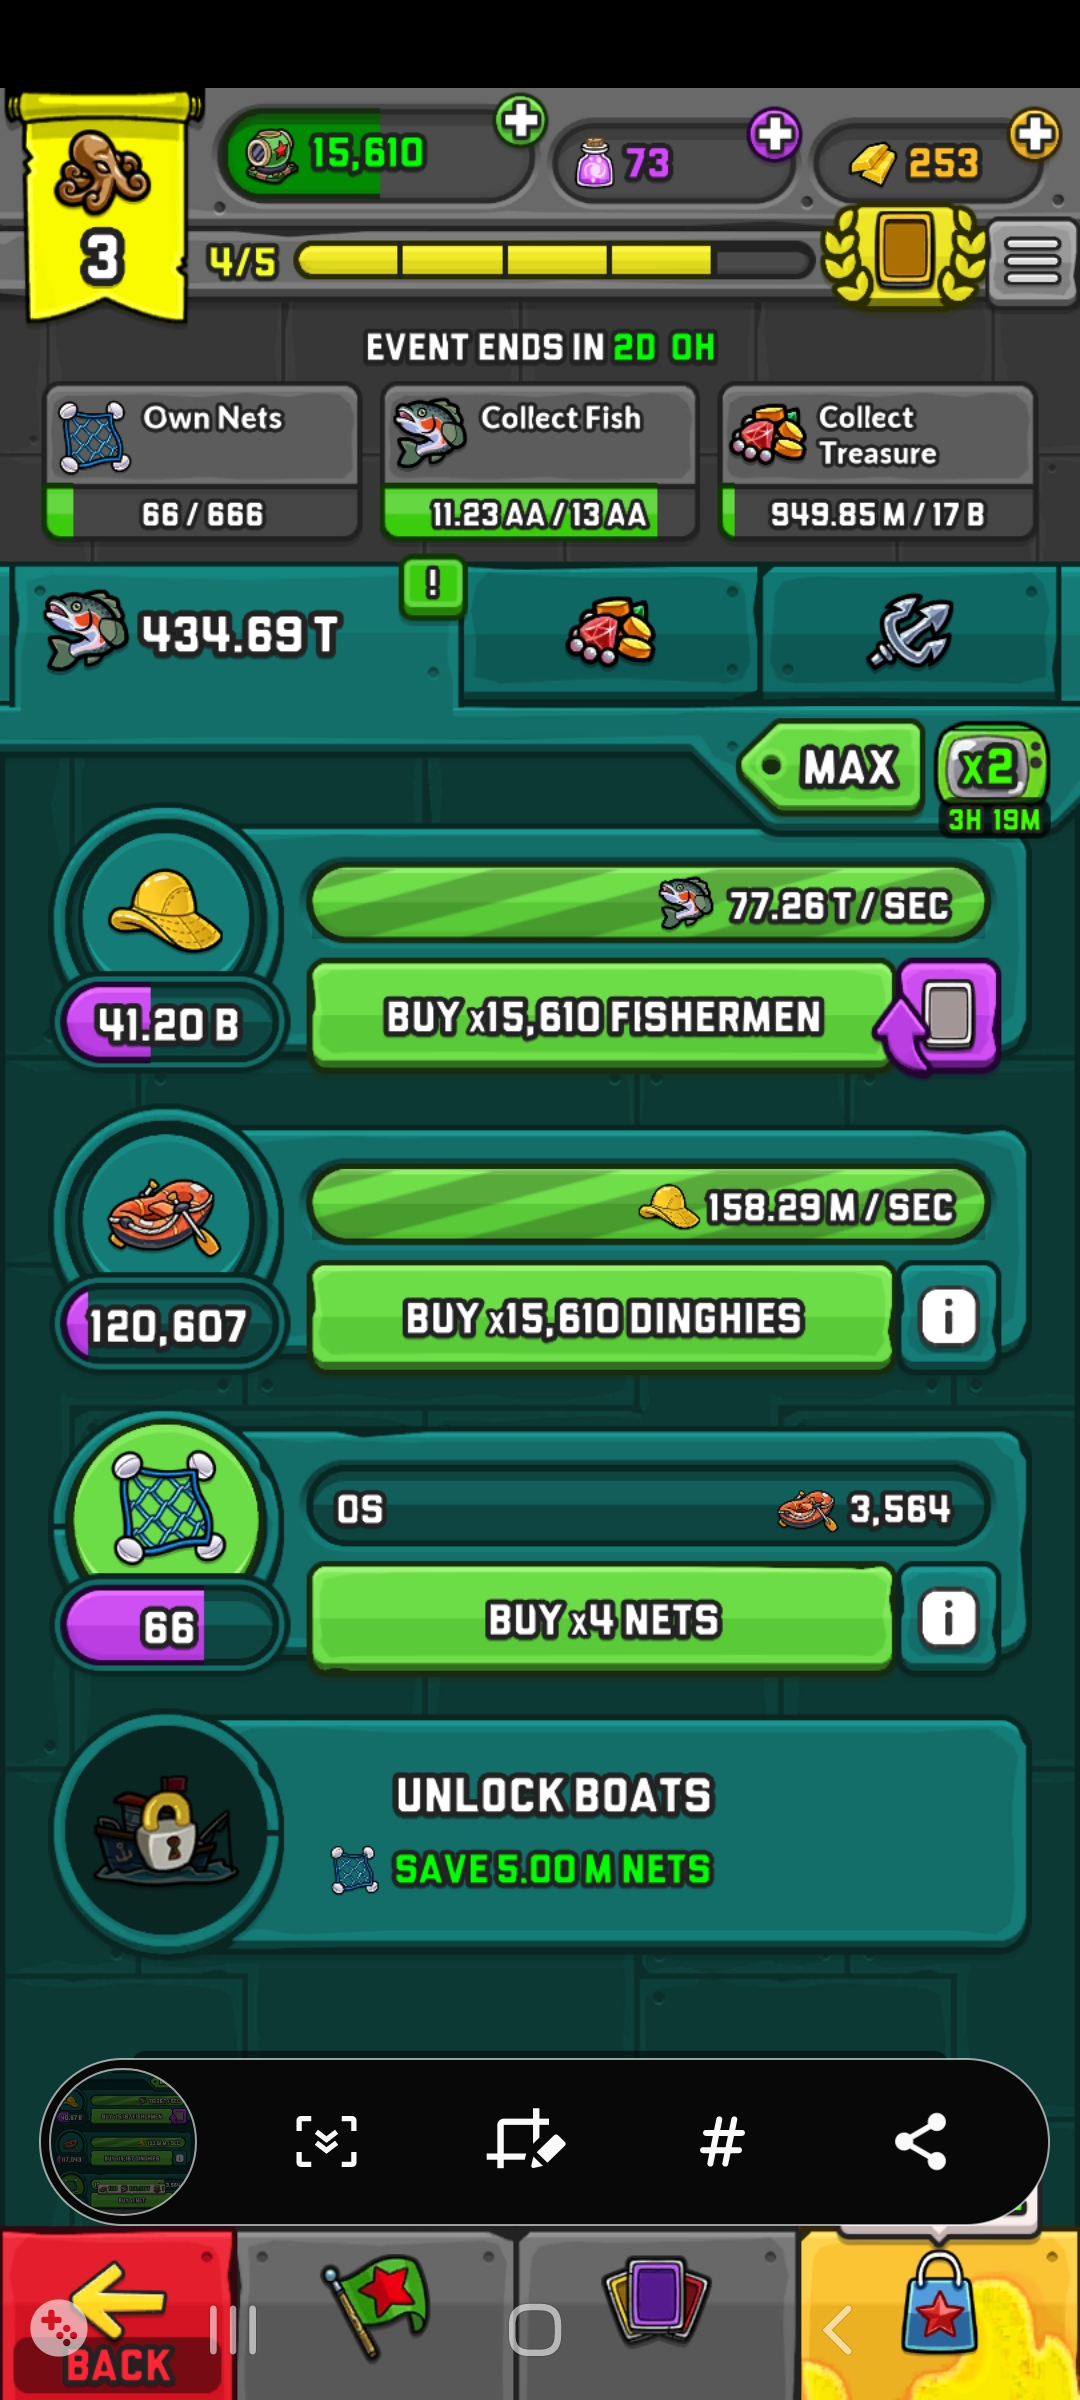 15,610
73
253
3
4/5
EVENT ENDS IN 2D 0H
Own Nets
66 / 666
Collect Fish
11.23 AA / 13 AA
Collect
Treasure
949.85 M / 17 B
434.69 T
!
MAX
x2
3H 19M
77.26 T / SEC
41.20 B
BUY x15,610 FISHERMEN
158.29 M / SEC
120,607
BUY x15,610 DINGHIES
i
0S
3,564
66
BUY x4 NETS
i
UNLOCK BOATS
SAVE 5.00 M NETS
#
BACK